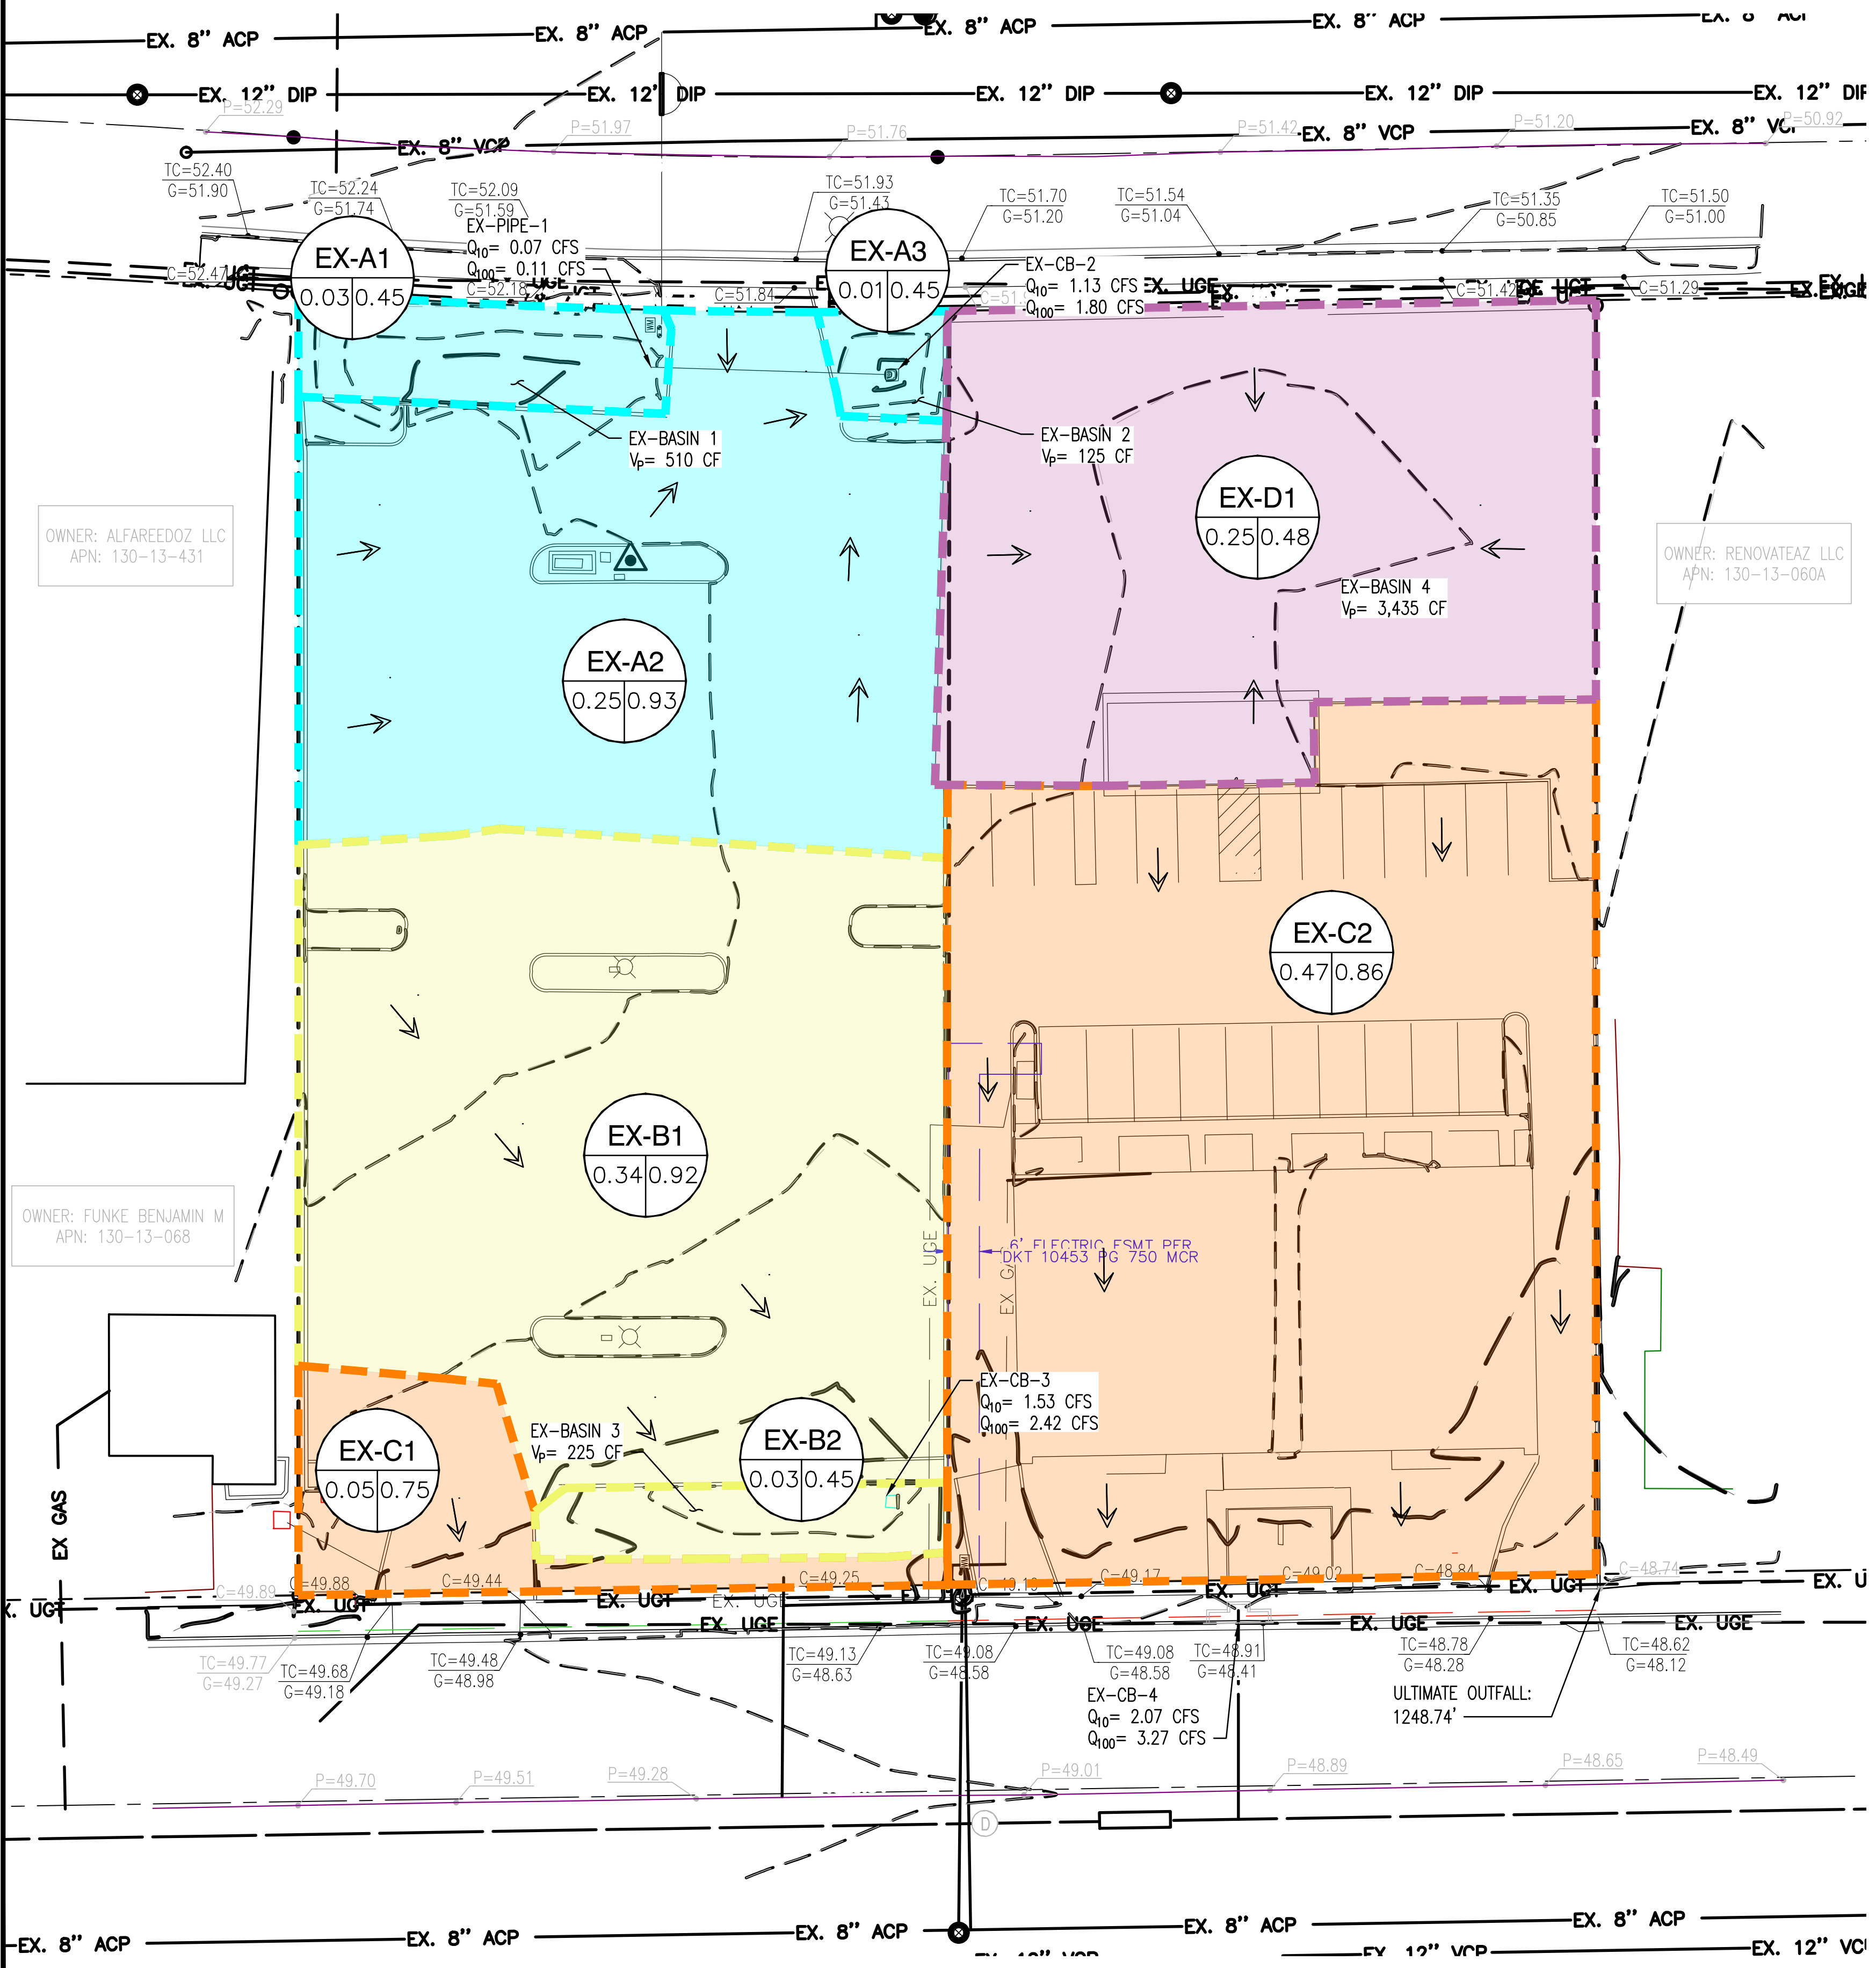 EX. 8" ACP
EX. 8" ACP
EX. 8" ACP
EX. 8" ACP
EX. 12" DIP
EX. 12" DIP
EX. 12" DIP
EX. 12" DIP
P=52.29
P=51.97
P=51.76
P=51.42
P=51.20
P=50.92
EX. 8" VCP
EX. 8" VCP
TC=52.40
G=51.90
TC=52.24
G=51.74
TC=52.09
G=51.59
TC=51.93
G=51.43
TC=51.70
G=51.20
TC=51.54
G=51.04
TC=51.35
G=50.85
TC=51.50
G=51.00
EX-PIPE-1
Q10= 0.07 CFS
Q100= 0.11 CFS
EX-A1
0.03 0.45
EX-A3
0.01 0.45
EX-CB-2
Q10= 1.13 CFS
Q100= 1.80 CFS
C=52.47
C=52.18
C=51.84
C=51.42
C=51.29
EX. UGE
EX-BASIN 1
VP= 510 CF
EX-BASIN 2
VP= 125 CF
EX-D1
0.25 0.48
EX-BASIN 4
VP= 3,435 CF
OWNER: ALFAREEDOZ LLC
APN: 130-13-431
OWNER: RENOVATEAZ LLC
APN: 130-13-060A
EX-A2
0.25 0.93
EX-C2
0.47 0.86
EX-B1
0.34 0.92
OWNER: FUNKE BENJAMIN M
APN: 130-13-068
6' ELECTRIC ESMT PER
DKT 10453 PG 750 MCR
EX. UGE
EX GA
EX-CB-3
Q10= 1.53 CFS
Q100= 2.42 CFS
EX-BASIN 3
VP= 225 CF
EX-B2
0.03 0.45
EX-C1
0.05 0.75
EX GAS
WM
WM
C=49.89
C=49.88
C=49.44
C=49.25
C=49.17
C=49.02
C=48.84
C=48.74
EX. UGT
EX. UGT
EX. UGE
EX. UGT
EX. UGT
EX. UGE
EX. UGE
EX. UGE
EX. UGE
TC=49.77
G=49.27
TC=49.68
G=49.18
TC=49.48
G=48.98
TC=49.13
G=48.63
TC=49.08
G=48.58
TC=49.08
G=48.58
TC=48.91
G=48.41
TC=48.78
G=48.28
TC=48.62
G=48.12
EX-CB-4
Q10= 2.07 CFS
Q100= 3.27 CFS
ULTIMATE OUTFALL:
1248.74'
P=49.70
P=49.51
P=49.28
P=49.01
P=48.89
P=48.65
P=48.49
D
EX. 8" ACP
EX. 8" ACP
EX. 8" ACP
EX. 8" ACP
EX. 8" ACP
EX. 12" VCP
EX. 12" VCP